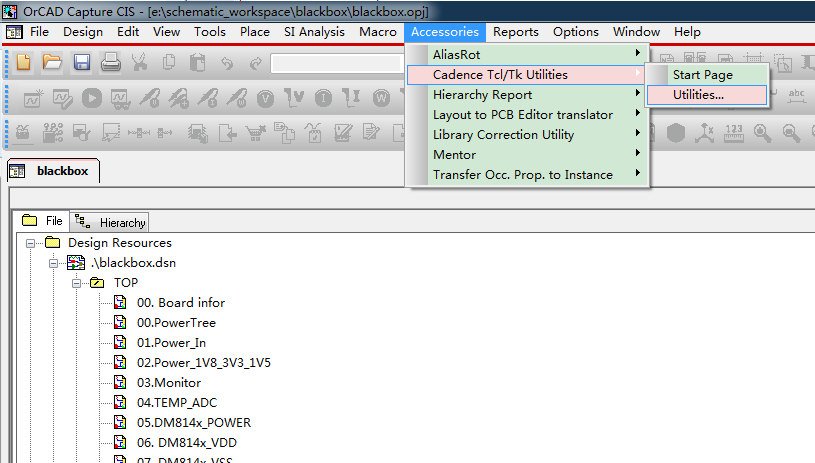 OrCAD Capture CIS - [e:\schematic_workspace\blackbox\blackbox.opj]
File Design Edit View Tools Place SI Analysis Macro Accessories Reports Options Window Help
AliasRot
Cadence Tcl/Tk Utilities
Start Page
Utilities...
Hierarchy Report
Layout to PCB Editor translator
Library Correction Utility
Mentor
Transfer Occ. Prop. to Instance
V
I
W
abc
123
blackbox
File Hierarchy
Design Resources
.\blackbox.dsn
TOP
00. Board infor
00.PowerTree
01.Power_In
02.Power_1V8_3V3_1V5
03.Monitor
04.TEMP_ADC
05.DM814x_POWER
06. DM814x_VDD
07. DM814x_VSS